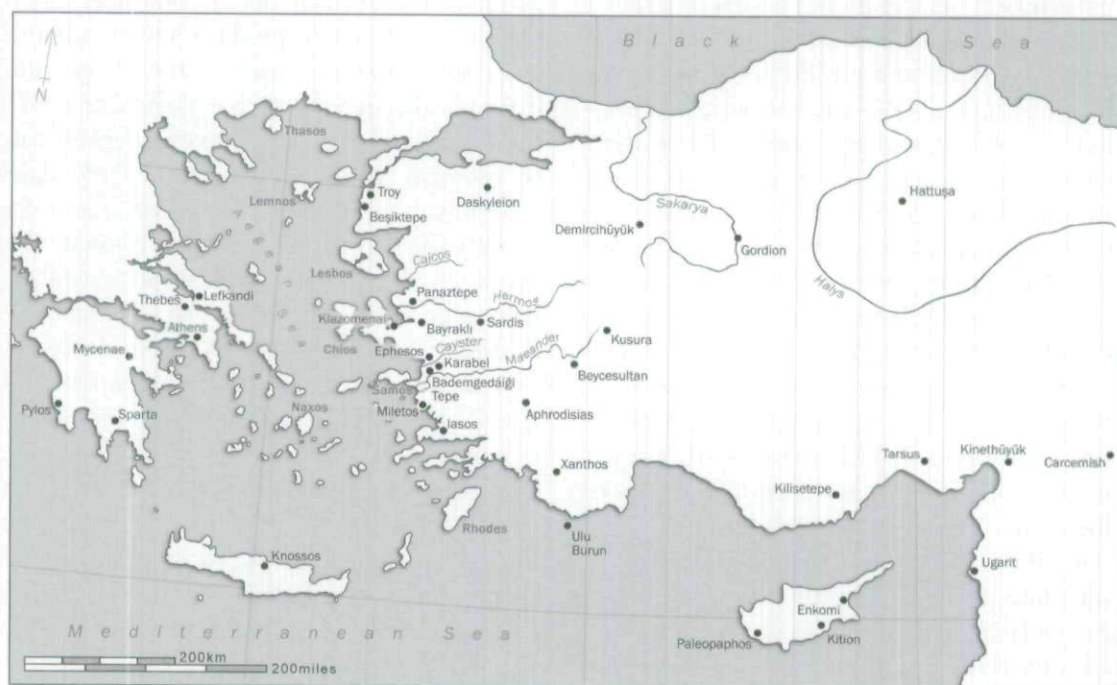 Black Sea
N
Thasos
Troy
Daskyleion
Hattuşa
Lemnos
Beşiktepe
Sakarya
Demircihüyük
Gordion
Lesbos
Caicos
Halys
Thebes
Lefkandi
Panaztepe
Hermos
Klazomenai
Bayraklı
Sardis
Athens
Kusura
Mycenae
Chios
Ephesos
Cayster
Karabel
Maeander
Beycesultan
Samos
Bademgedáiği
Tepe
Pylos
Sparta
Naxos
Miletos
Aphrodisias
Iasos
Xanthos
Tarsus
Kinethüyük
Carcemish
Kilisetepe
Rhodes
Ulu
Burun
Knossos
Ugarit
Enkomi
Mediterranean Sea
Paleopaphos
Kition
200km
200miles